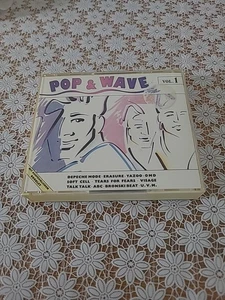 POP & WAVE
VOL. 1
DEPECHE MODE · ERASURE · YAZOO · OMD
SOFT CELL · TEARS FOR FEARS · VISAGE
TALK TALK · ABC · BRONSKI BEAT U.V.M.